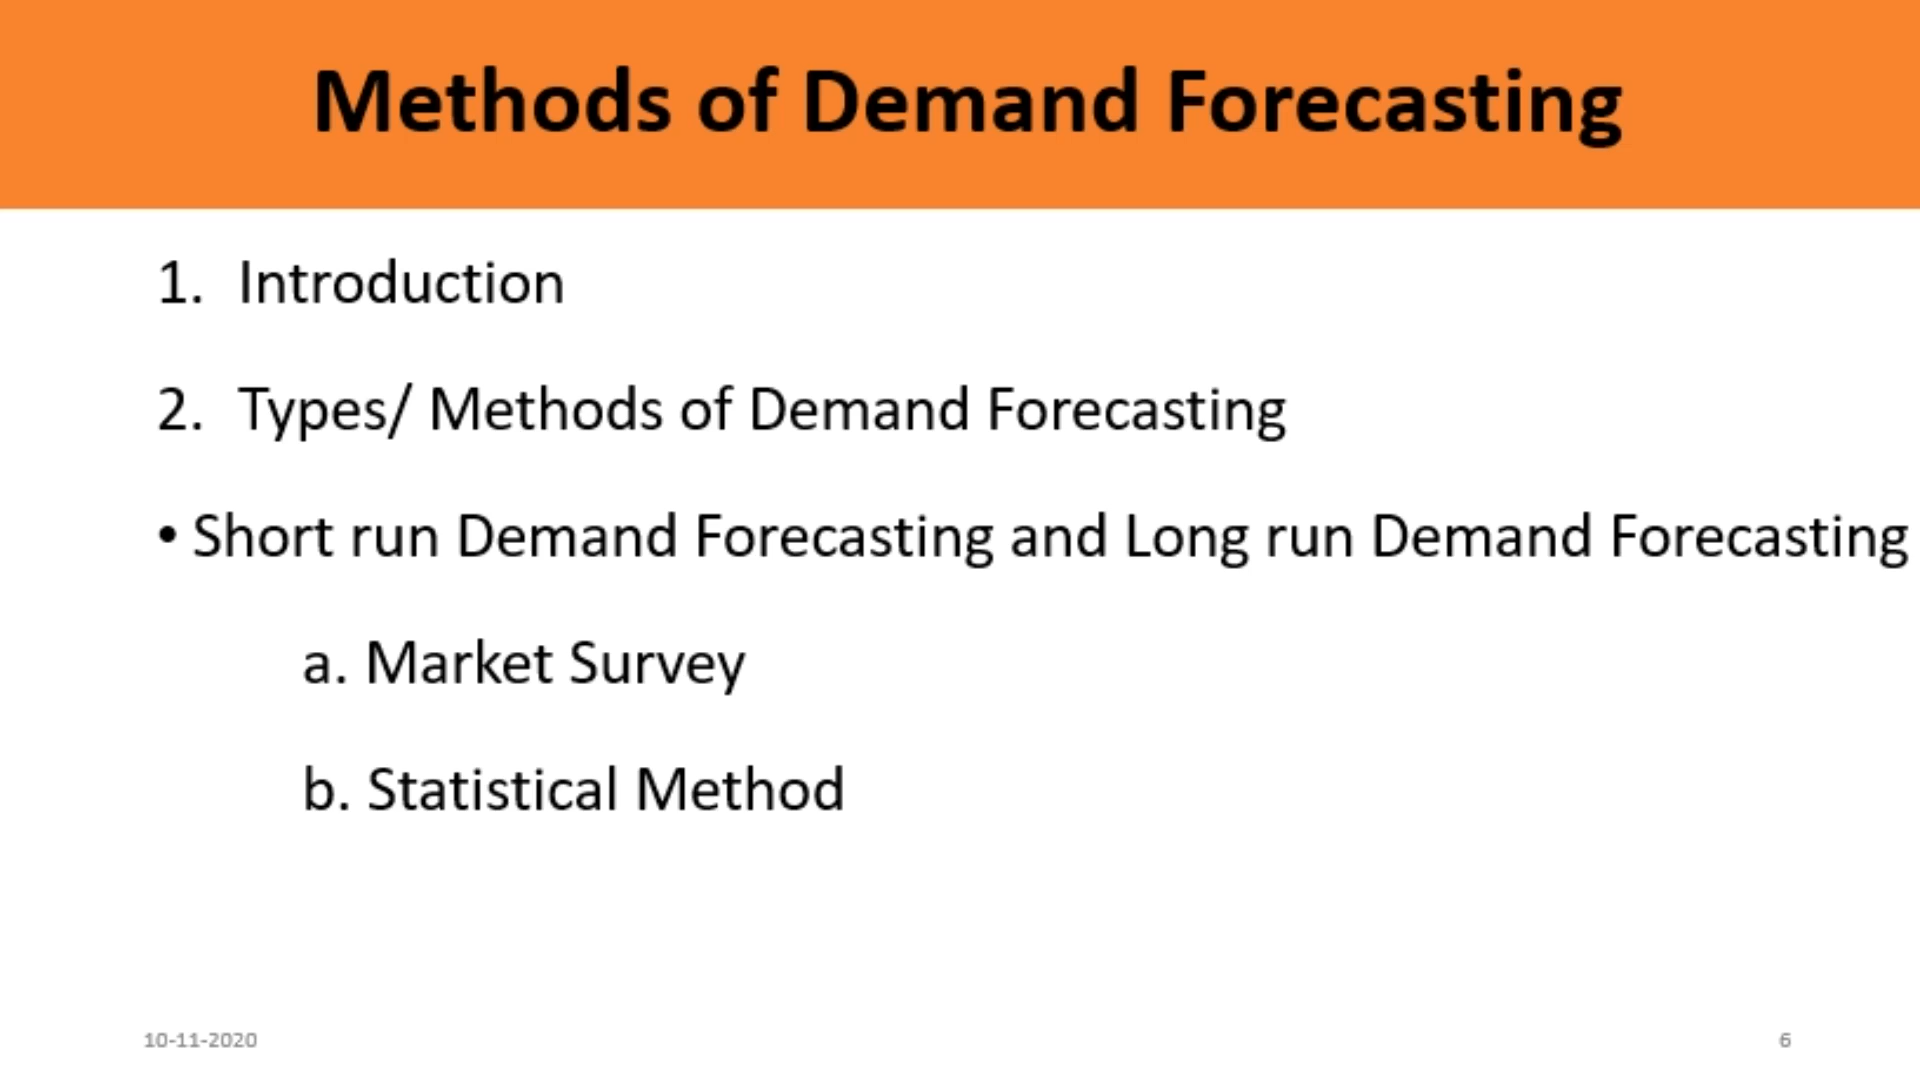 Methods of Demand Forecasting
1. Introduction
2. Types/ Methods of Demand Forecasting
• Short run Demand Forecasting and Long run Demand Forecasting
a. Market Survey
b. Statistical Method
10-11-2020
6